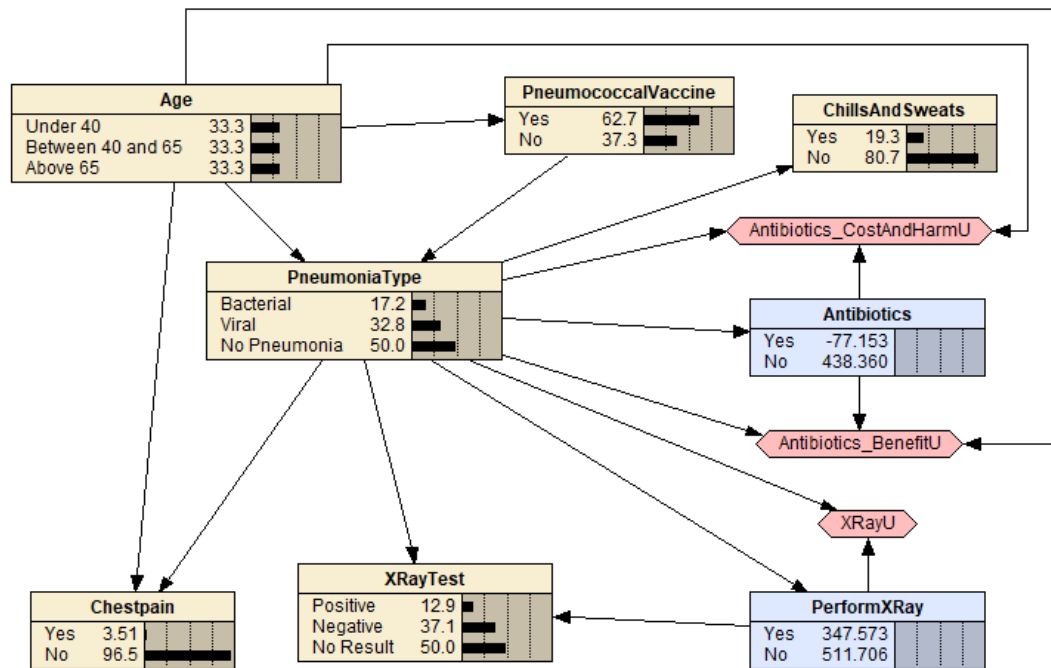 Age
Under 40 33.3
Between 40 and 65 33.3
Above 65 33.3
PneumococcalVaccine
Yes 62.7
No 37.3
ChillsAndSweats
Yes 19.3
No 80.7
Antibiotics_CostAndHarmU
PneumoniaType
Bacterial 17.2
Viral 32.8
No Pneumonia 50.0
Antibiotics
Yes -77.153
No 438.360
Antibiotics_BenefitU
XRayU
Chestpain
Yes 3.51
No 96.5
XRayTest
Positive 12.9
Negative 37.1
No Result 50.0
PerformXRay
Yes 347.573
No 511.706